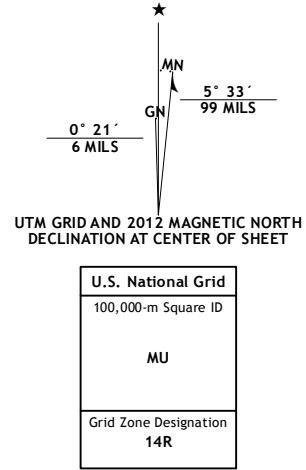 ★
MN
5° 33´
99 MILS
GN
0° 21´
6 MILS
UTM GRID AND 2012 MAGNETIC NORTH
DECLINATION AT CENTER OF SHEET
U.S. National Grid
100,000-m Square ID
MU
Grid Zone Designation
14R